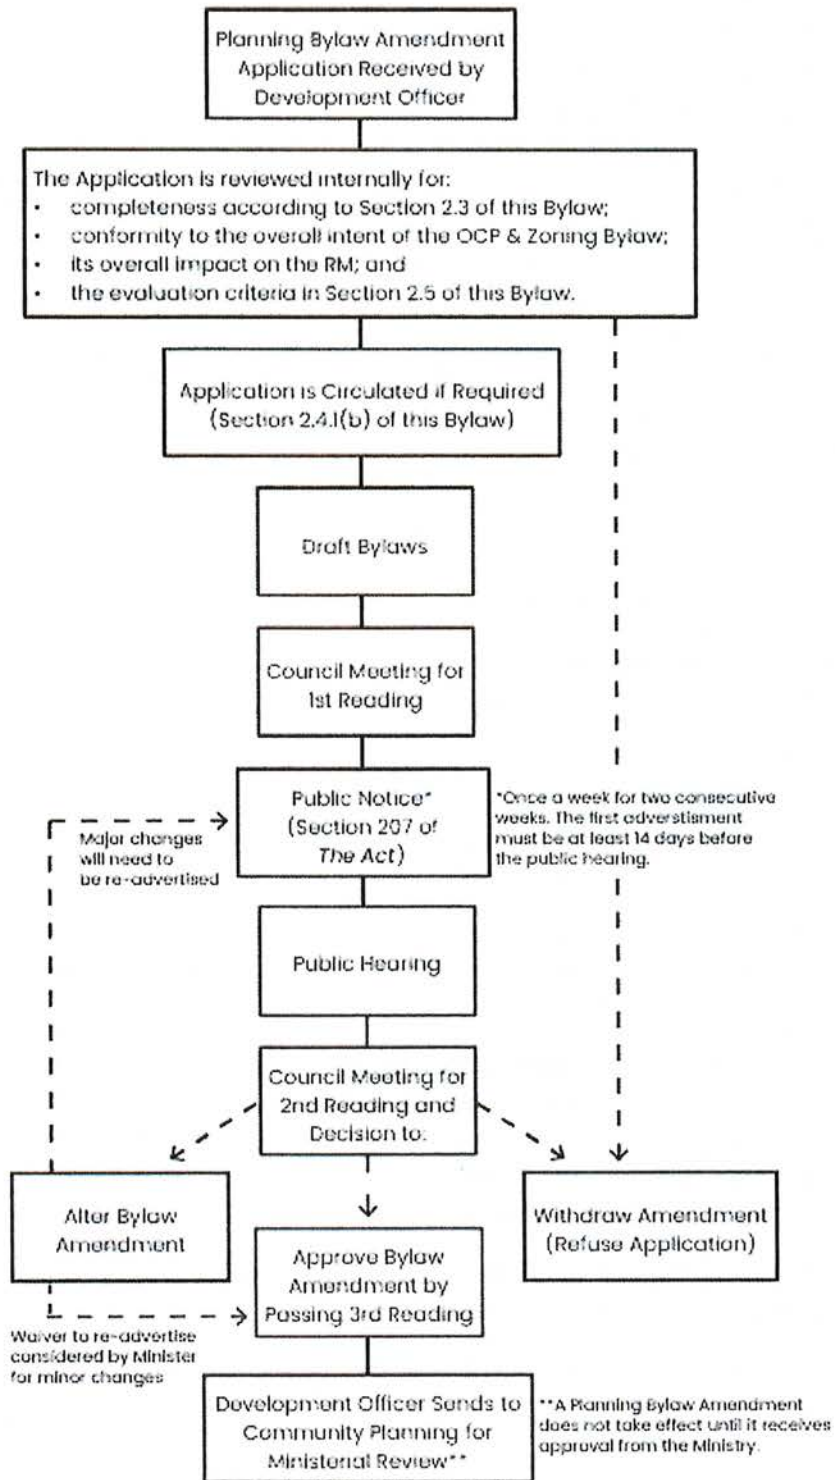 Planning Bylaw Amendment
Application Received by
Development Officer
The Application is reviewed internally for:
• completeness according to Section 2.3 of this Bylaw;
• conformity to the overall intent of the OCP & Zoning Bylaw;
• its overall impact on the RM; and
• the evaluation criteria in Section 2.5 of this Bylaw.
Application is Circulated if Required
(Section 2.4.1(b) of this Bylaw)
Draft Bylaws
Council Meeting for
1st Reading
Public Notice*
(Section 207 of
The Act)
*Once a week for two consecutive
weeks. The first adverstisment
must be at least 14 days before
the public hearing.
Major changes
will need to
be re-advertised
Public Hearing
Council Meeting for
2nd Reading and
Decision to:
Alter Bylaw
Amendment
Approve Bylaw
Amendment by
Passing 3rd Reading
Withdraw Amendment
(Refuse Application)
Waiver to re-advertise
considered by Minister
for minor changes
Development Officer Sends to
Community Planning for
Ministerial Review**
**A Planning Bylaw Amendment
does not take effect until it receives
approval from the Ministry.